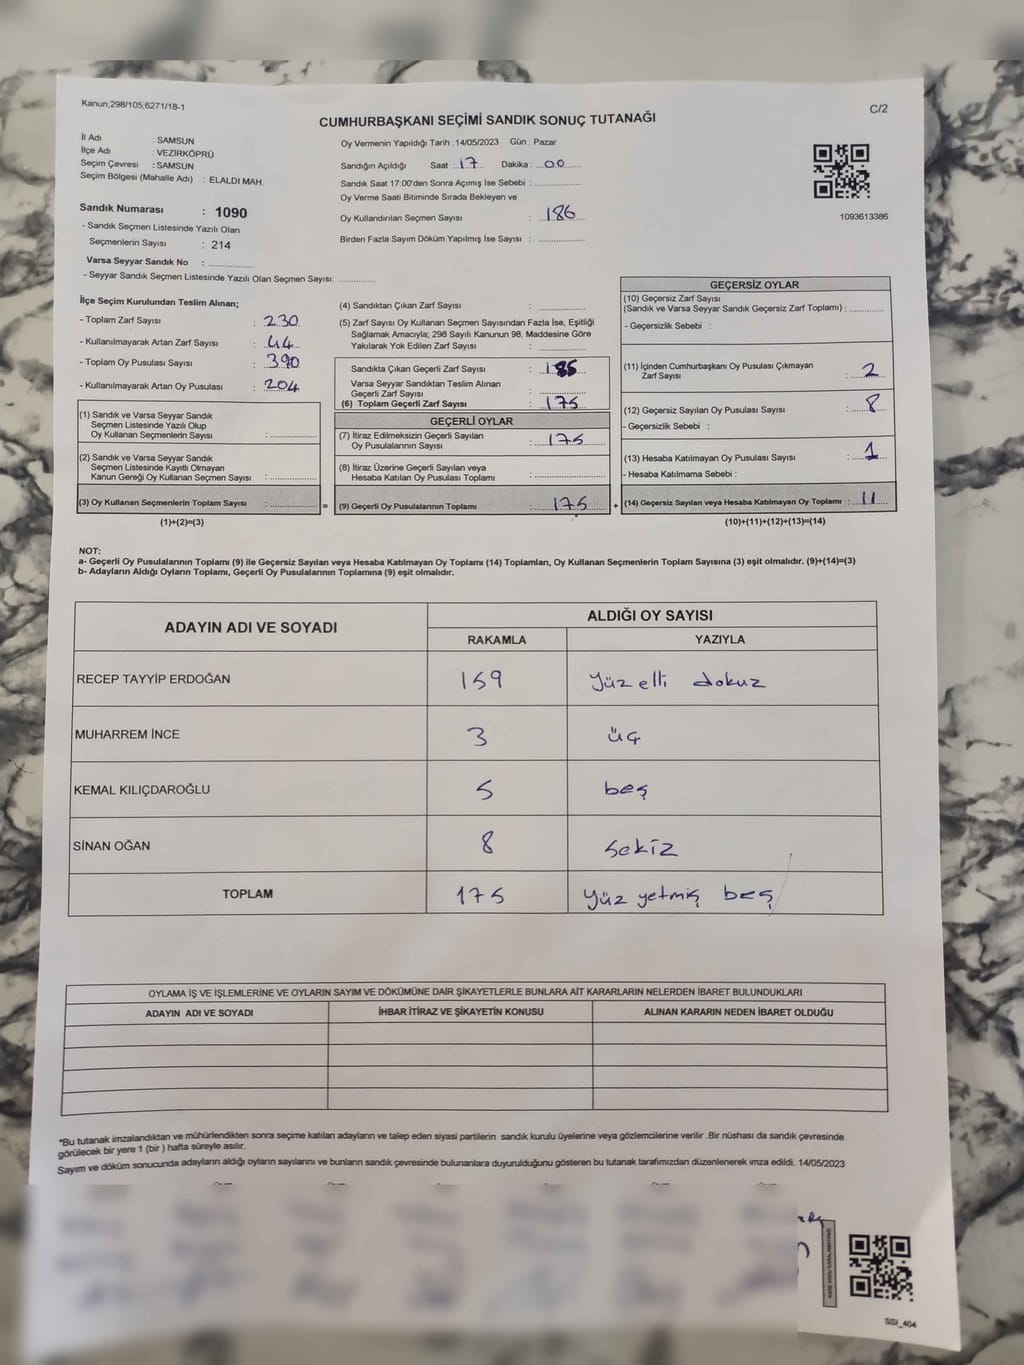 Kanun;298/105;6271/18-1
C/2
CUMHURBAŞKANI SEÇİMİ SANDIK SONUÇ TUTANAĞI
İl Adı : SAMSUN
İlçe Adı : VEZİRKÖPRÜ
Seçim Çevresi : SAMSUN
Seçim Bölgesi (Mahalle Adı) : ELALDI MAH.
Sandık Numarası : 1090
- Sandık Seçmen Listesinde Yazılı Olan
Seçmenlerin Sayısı : 214
Varsa Seyyar Sandık No : ................
- Seyyar Sandık Seçmen Listesinde Yazılı Olan Seçmen Sayısı: ............
Oy Vermenin Yapıldığı Tarih : 14/05/2023 Gün : Pazar
Sandığın Açıldığı Saat : 17 Dakika : 00
Sandık Saat 17:00'den Sonra Açımış İse Sebebi : ................
Oy Verme Saati Bitiminde Sırada Bekleyen ve
Oy Kullandırılan Seçmen Sayısı : 186
Birden Fazla Sayım Döküm Yapılmış İse Sayısı : ................
1093613386
İlçe Seçim Kurulundan Teslim Alınan;
- Toplam Zarf Sayısı : 230
- Kullanılmayarak Artan Zarf Sayısı : 44
- Toplam Oy Pusulası Sayısı : 390
- Kullanılmayarak Artan Oy Pusulası : 204
(1) Sandık ve Varsa Seyyar Sandık
Seçmen Listesinde Yazılı Olup
Oy Kullanan Seçmenlerin Sayısı : ................
(2) Sandık ve Varsa Seyyar Sandık
Seçmen Listesinde Kayıtlı Olmayan
Kanun Gereği Oy Kullanan Seçmen Sayısı : ................
(3) Oy Kullanan Seçmenlerin Toplam Sayısı : ................
(1)+(2)=(3)
(4) Sandıktan Çıkan Zarf Sayısı : ................
(5) Zarf Sayısı Oy Kullanan Seçmen Sayısından Fazla İse, Eşitliği
Sağlamak Amacıyla; 298 Sayılı Kanunun 98. Maddesine Göre
Yakılarak Yok Edilen Zarf Sayısı : ................
Sandıkta Çıkan Geçerli Zarf Sayısı :
Varsa Seyyar Sandıktan Teslim Alınan
Geçerli Zarf Sayısı : ................
(6) Toplam Geçerli Zarf Sayısı : 175
GEÇERLİ OYLAR
(7) İtiraz Edilmeksizin Geçerli Sayılan
Oy Pusulalarının Sayısı : 175
(8) İtiraz Üzerine Geçerli Sayılan veya
Hesaba Katılan Oy Pusulası Toplamı : ................
= (9) Geçerli Oy Pusulalarının Toplamı : 175 +
GEÇERSİZ OYLAR
(10) Geçersiz Zarf Sayısı
(Sandık ve Varsa Seyyar Sandık Geçersiz Zarf Toplamı) : ............
- Geçersizlik Sebebi :
(11) İçinden Cumhurbaşkanı Oy Pusulası Çıkmayan
Zarf Sayısı : 2
(12) Geçersiz Sayılan Oy Pusulası Sayısı : 8
- Geçersizlik Sebebi :
(13) Hesaba Katılmayan Oy Pusulası Sayısı : 1
- Hesaba Katılmama Sebebi :
(14) Geçersiz Sayılan veya Hesaba Katılmayan Oy Toplamı : 11
(10)+(11)+(12)+(13)=(14)
NOT:
a- Geçerli Oy Pusulalarının Toplamı (9) ile Geçersiz Sayılan veya Hesaba Katılmayan Oy Toplamı (14) Toplamları, Oy Kullanan Seçmenlerin Toplam Sayısına (3) eşit olmalıdır. (9)+(14)=(3)
b- Adayların Aldığı Oyların Toplamı, Geçerli Oy Pusulalarının Toplamına (9) eşit olmalıdır.
ADAYIN ADI VE SOYADI ALDIĞI OY SAYISI
RAKAMLA YAZIYLA
RECEP TAYYİP ERDOĞAN 159 Yüz elli dokuz
MUHARREM İNCE 3 üç
KEMAL KILIÇDAROĞLU 5 beş
SİNAN OĞAN 8 sekiz
TOPLAM 175 yüz yetmiş beş
OYLAMA İŞ VE İŞLEMLERİNE VE OYLARIN SAYIM VE DÖKÜMÜNE DAİR ŞİKAYETLERLE BUNLARA AİT KARARLARIN NELERDEN İBARET BULUNDUKLARI
ADAYIN ADI VE SOYADI İHBAR İTİRAZ VE ŞİKAYETİN KONUSU ALINAN KARARIN NEDEN İBARET OLDUĞU
*Bu tutanak imzalandıktan ve mühürlendikten sonra seçime katılan adayların ve talep eden siyasi partilerin sandık kurulu üyelerine veya gözlemcilerine verilir .Bir nüshası da sandık çevresinde
görülecek bir yere 1 (bir ) hafta süreyle asılır.
Sayım ve döküm sonucunda adayların aldığı oyların sayılarını ve bunların sandık çevresinde bulunanlara duyurulduğunu gösteren bu tutanak tarafımızdan düzenlenerek imza edildi. 14/05/2023
SSI_404